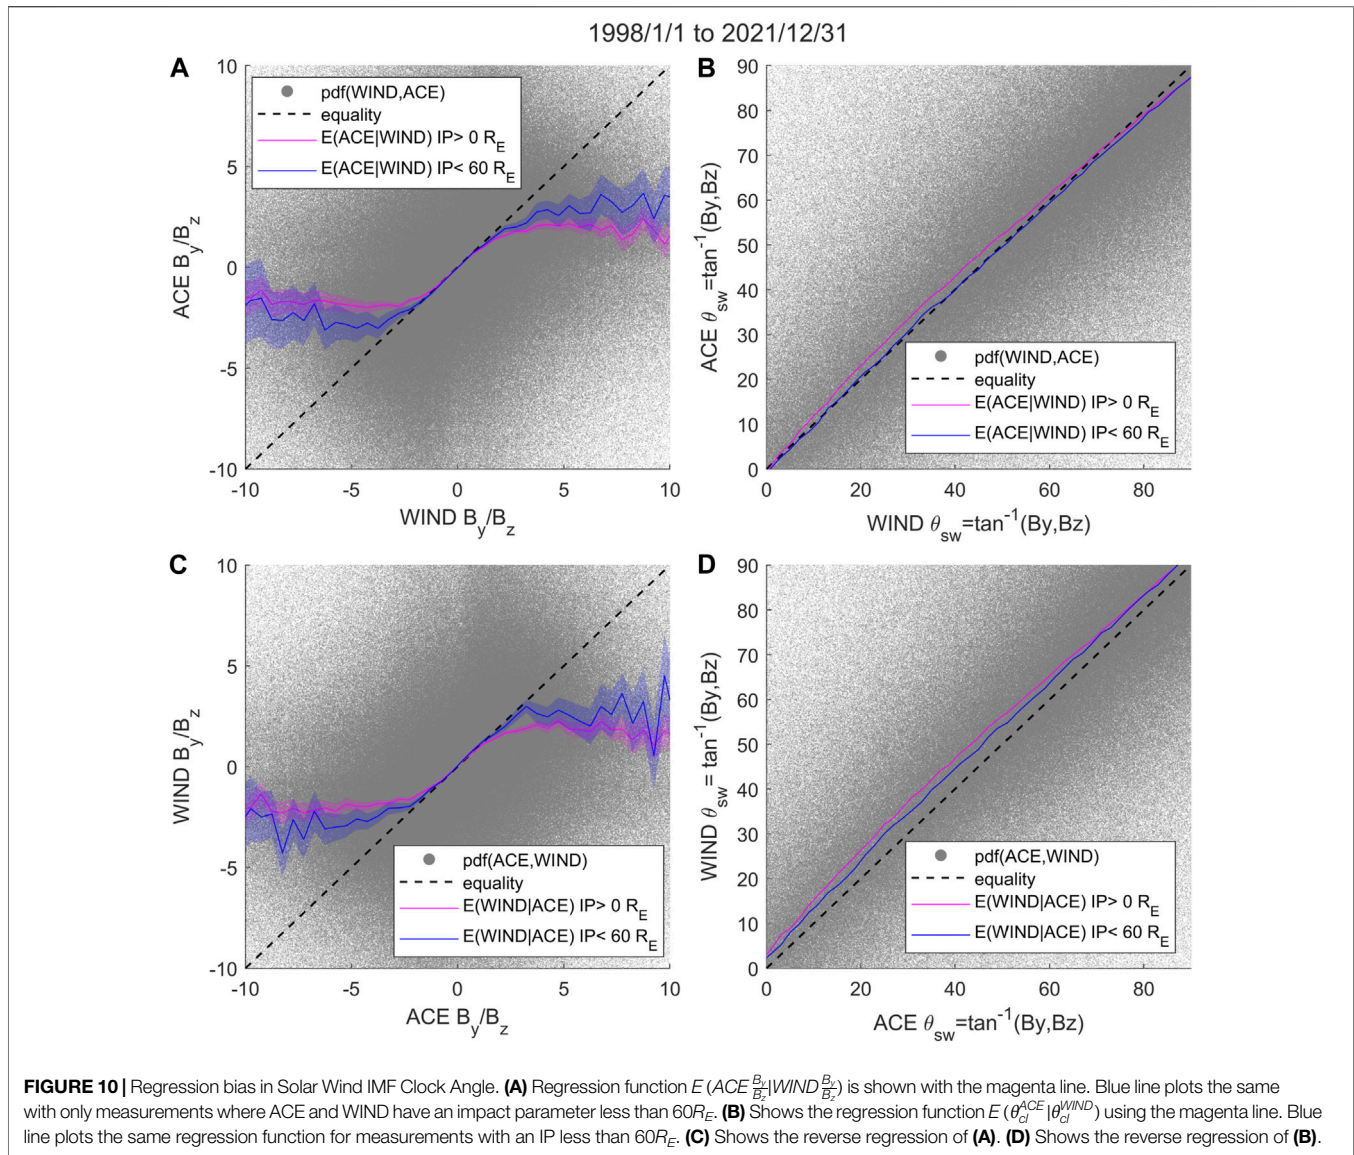 1998/1/1 to 2021/12/31
A
10
5
0
-5
-10
ACE B_y/B_z
pdf(WIND,ACE)
equality
E(ACE|WIND) IP> 0 R_E
E(ACE|WIND) IP< 60 R_E
-10 -5 0 5 10
WIND B_y/B_z
B
90
80
70
60
50
40
30
20
10
0
ACE θ_sw=tan⁻¹(By,Bz)
pdf(WIND,ACE)
equality
E(ACE|WIND) IP> 0 R_E
E(ACE|WIND) IP< 60 R_E
0 20 40 60 80
WIND θ_sw=tan⁻¹(By,Bz)
C
10
5
0
-5
-10
WIND B_y/B_z
pdf(ACE,WIND)
equality
E(WIND|ACE) IP> 0 R_E
E(WIND|ACE) IP< 60 R_E
-10 -5 0 5 10
ACE B_y/B_z
D
90
80
70
60
50
40
30
20
10
0
WIND θ_sw = tan⁻¹(By,Bz)
pdf(ACE,WIND)
equality
E(WIND|ACE) IP> 0 R_E
E(WIND|ACE) IP< 60 R_E
0 20 40 60 80
ACE θ_sw=tan⁻¹(By,Bz)
FIGURE 10 | Regression bias in Solar Wind IMF Clock Angle. (A) Regression function E (ACE B_y/B_z|WIND B_y/B_z) is shown with the magenta line. Blue line plots the same
with only measurements where ACE and WIND have an impact parameter less than 60R_E. (B) Shows the regression function E (θ_cl^ACE|θ_cl^WIND) using the magenta line. Blue
line plots the same regression function for measurements with an IP less than 60R_E. (C) Shows the reverse regression of (A). (D) Shows the reverse regression of (B).